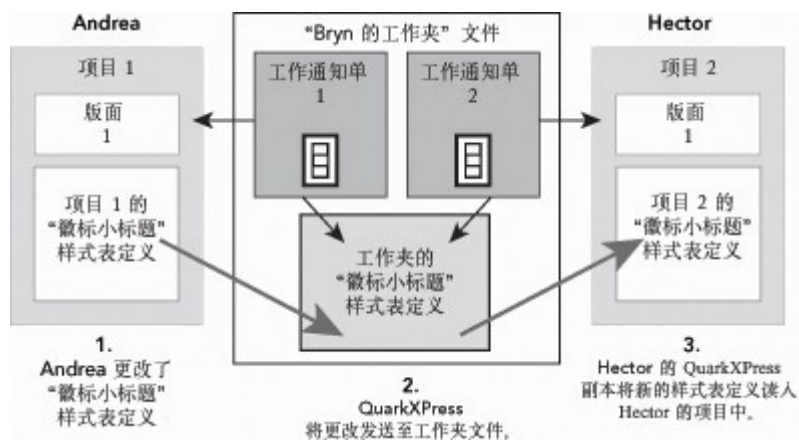 Andrea
项目 1
版面
1
项目 1 的
“徽标小标题”
样式表定义
1.
Andrea 更改了
“徽标小标题”
样式表定义
“Bryn 的工作夹”文件
工作通知单
1
工作通知单
2
工作夹的
“徽标小标题”
样式表定义
2.
QuarkXPress
将更改发送至工作夹文件。
Hector
项目 2
版面
1
项目 2 的
“徽标小标题”
样式表定义
3.
Hector 的 QuarkXPress
副本将新的样式表定义读入
Hector 的项目中。